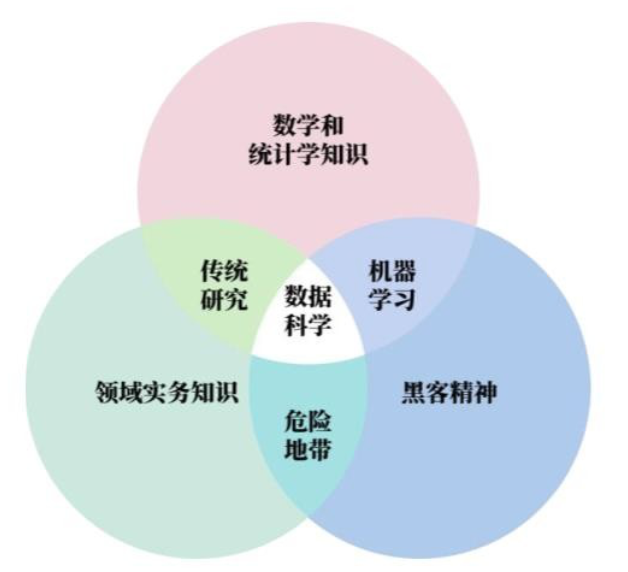 数学和
统计学知识
传统
研究
机器
学习
数据
科学
领域实务知识
黑客精神
危险
地带